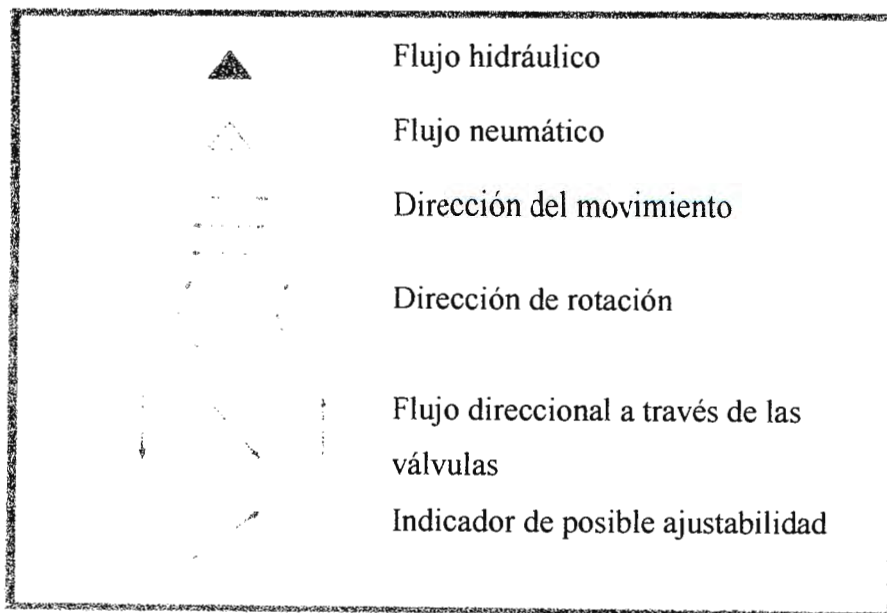 Flujo hidráulico
Flujo neumático
Dirección del movimiento
Dirección de rotación
Flujo direccional a través de las
válvulas
Indicador de posible ajustabilidad